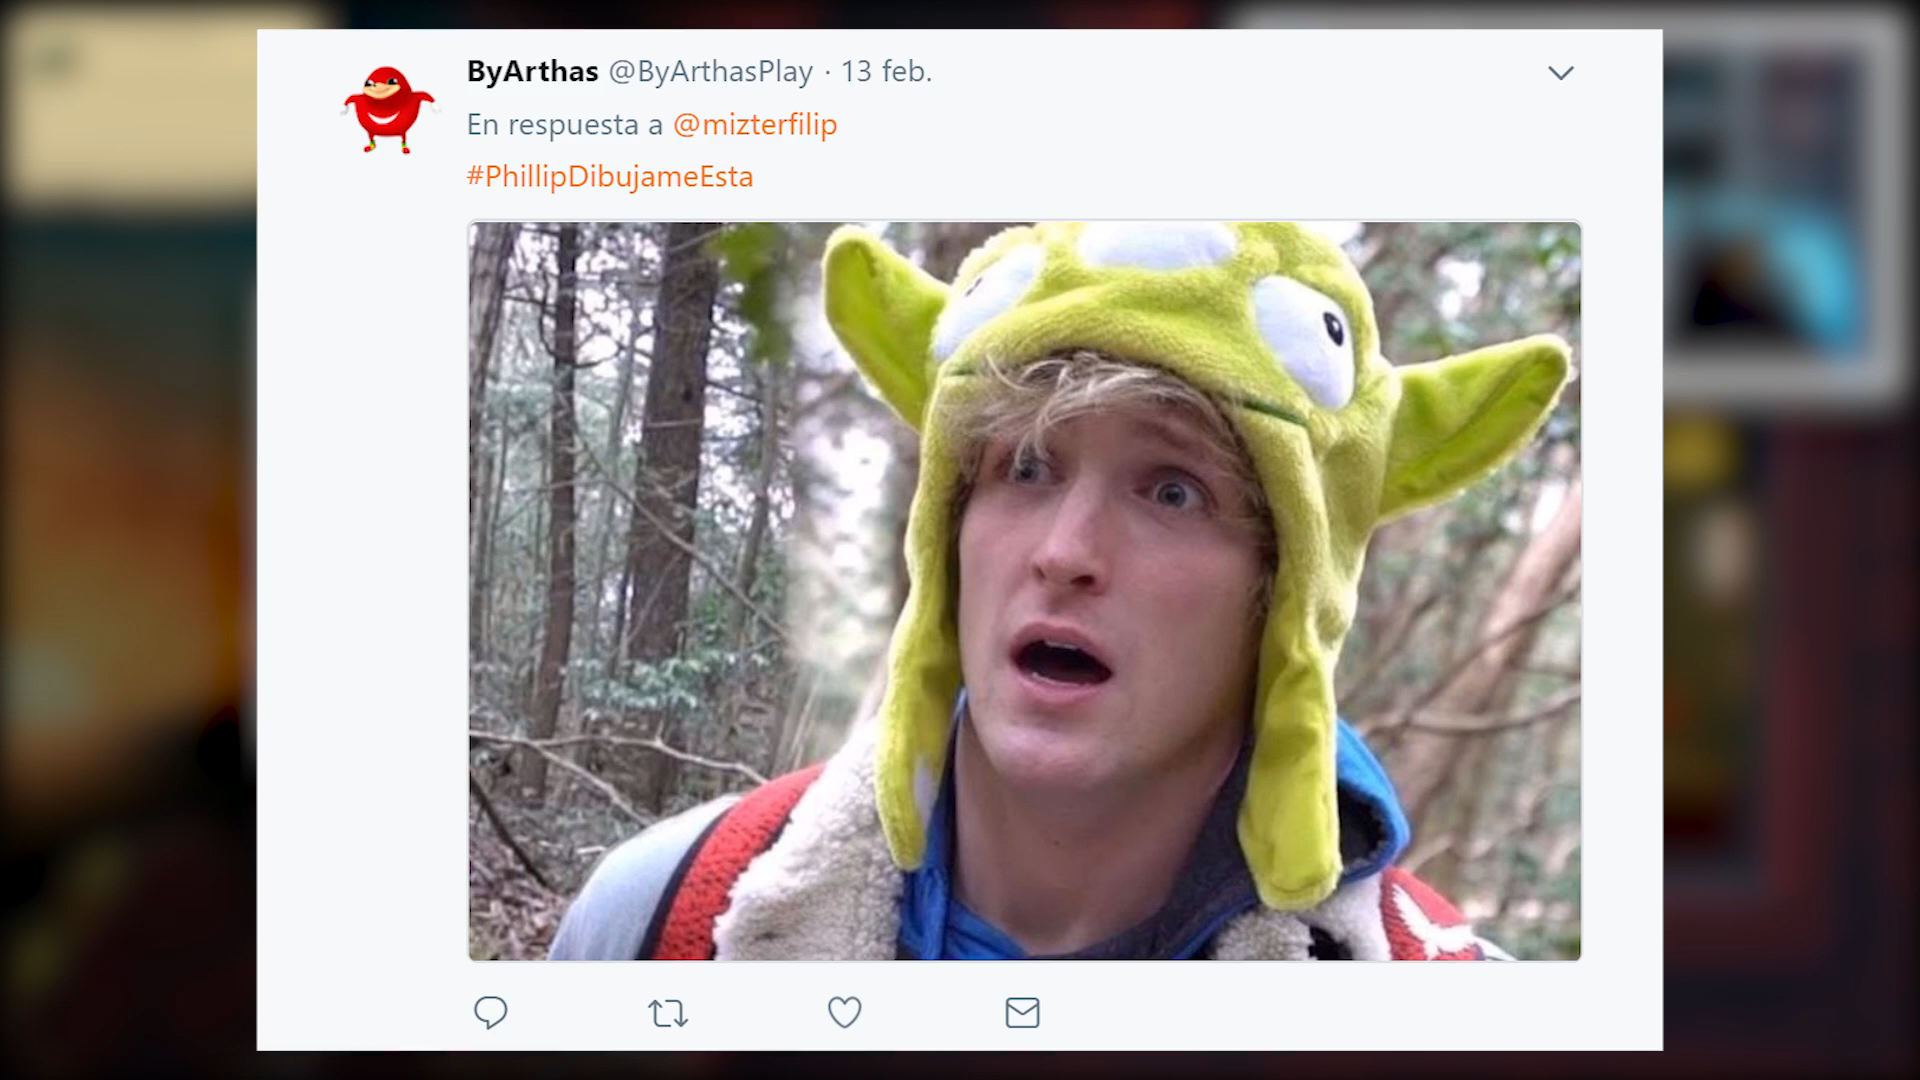 ByArthas @ByArthasPlay · 13 feb.
En respuesta a @mizterfilip
#PhillipDibujameEsta